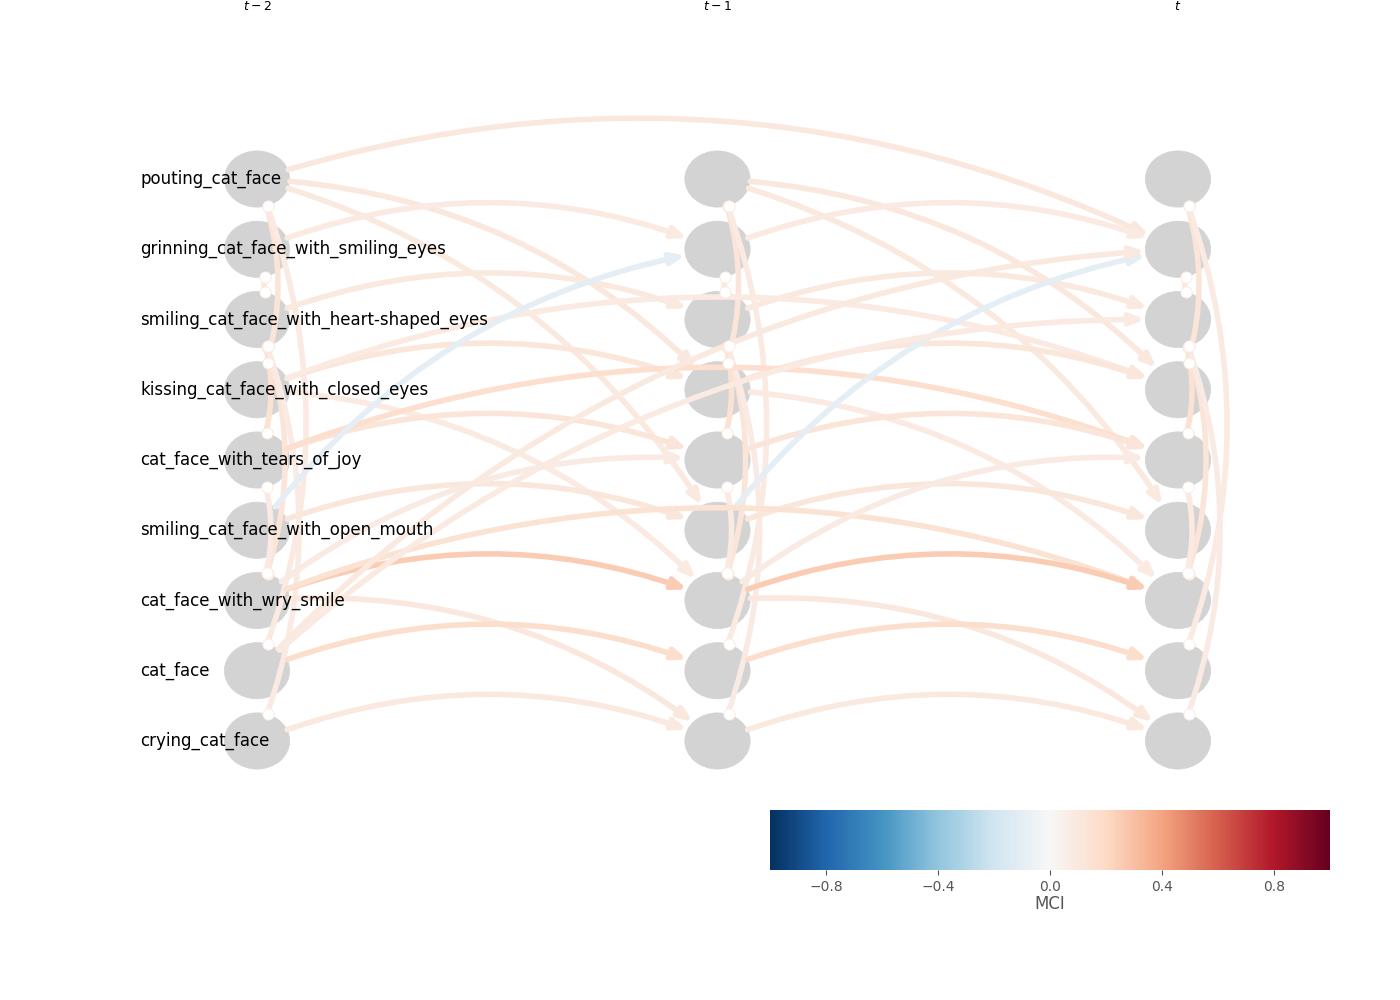 t − 2 t − 1 t
pouting_cat_face
grinning_cat_face_with_smiling_eyes
smiling_cat_face_with_heart-shaped_eyes
kissing_cat_face_with_closed_eyes
cat_face_with_tears_of_joy
smiling_cat_face_with_open_mouth
cat_face_with_wry_smile
cat_face
crying_cat_face
−0.8 −0.4 0.0 0.4 0.8
MCI